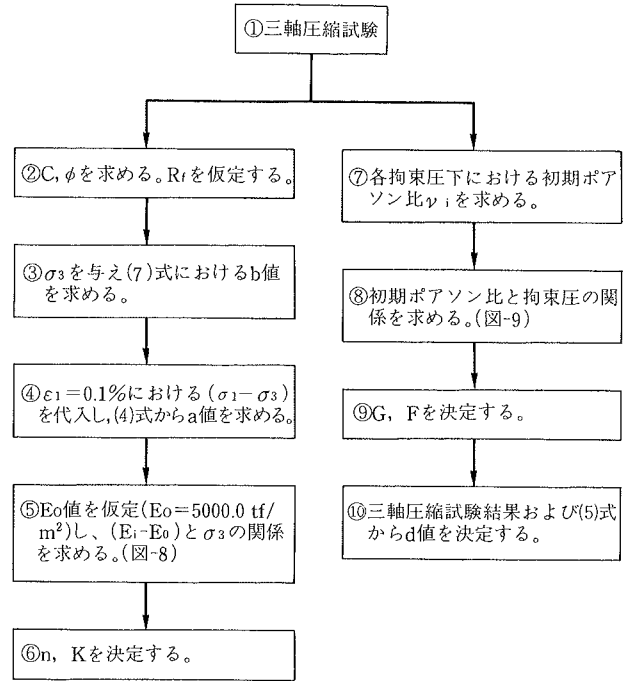 ①三軸圧縮試験
②C, φを求める。Rfを仮定する。
③σ3を与え(7)式におけるb値
を求める。
④ε1=0.1%における(σ1-σ3)
を代入し,(4)式からa値を求める。
⑤Eo値を仮定(Eo=5000.0 tf/
m²)し、(Ei-Eo)とσ3の関係
を求める。(図-8)
⑥n, Kを決定する。
⑦各拘束圧下における初期ポア
ソン比νiを求める。
⑧初期ポアソン比と拘束圧の関
係を求める。(図-9)
⑨G, Fを決定する。
⑩三軸圧縮試験結果および(5)式
からd値を決定する。